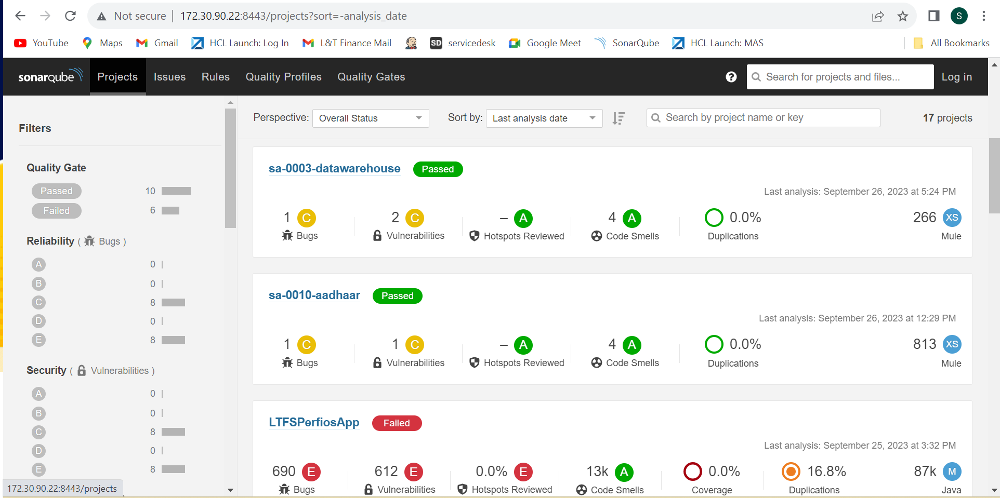 Not secure 172.30.90.22:8443/projects?sort=-analysis_date S
YouTube Maps Gmail HCL Launch: Log In L&T Finance Mail SD servicedesk Google Meet SonarQube HCL Launch: MAS All Bookmarks
sonarqube Projects Issues Rules Quality Profiles Quality Gates ? Search for projects and files... Log in
Perspective: Overall Status Sort by: Last analysis date Search by project name or key 17 projects
Filters
Quality Gate
Passed 10
Failed 6
Reliability ( Bugs )
A 0
B 0
C 8
D 0
E 8
Security ( Vulnerabilities )
A 0
B 0
C 8
D 0
E 8
172.30.90.22:8443/projects
sa-0003-datawarehouse Passed
Last analysis: September 26, 2023 at 5:24 PM
1 C 2 C – A 4 A 0.0% 266 XS
Bugs Vulnerabilities Hotspots Reviewed Code Smells Duplications Mule
sa-0010-aadhaar Passed
Last analysis: September 26, 2023 at 12:29 PM
1 C 1 C – A 4 A 0.0% 813 XS
Bugs Vulnerabilities Hotspots Reviewed Code Smells Duplications Mule
LTFSPerfiosApp Failed
Last analysis: September 25, 2023 at 3:32 PM
690 E 612 E 0.0% E 13k A 0.0% 16.8% 87k M
Bugs Vulnerabilities Hotspots Reviewed Code Smells Coverage Duplications Java